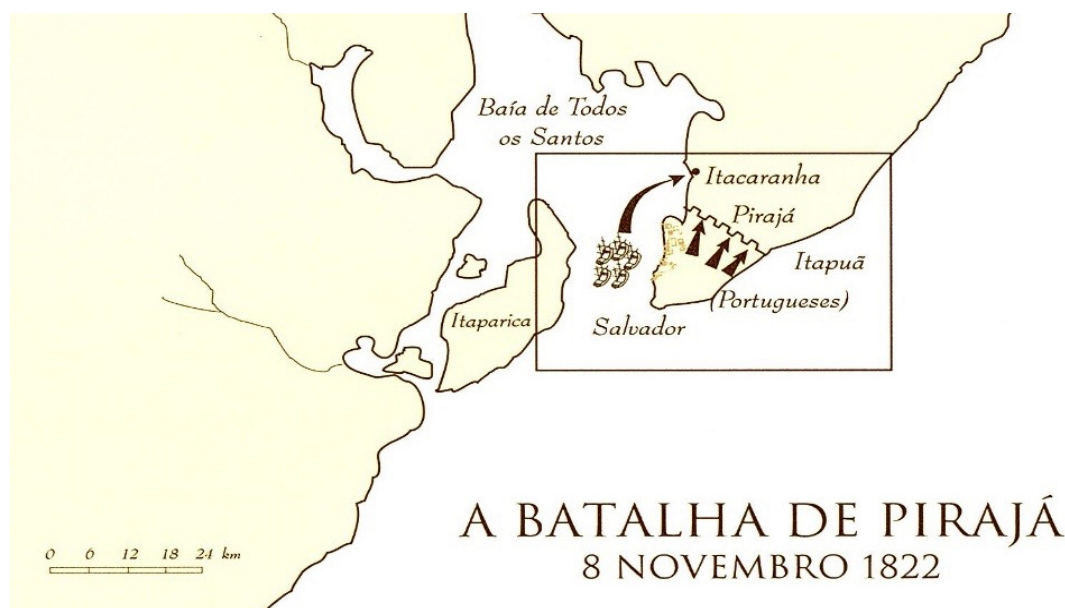 Baía de Todos
os Santos
Itacaranha
Pirajá
Itapuã
(Portugueses)
Itaparica
Salvador
A BATALHA DE PIRAJÁ
8 NOVEMBRO 1822
0 6 12 18 24 km